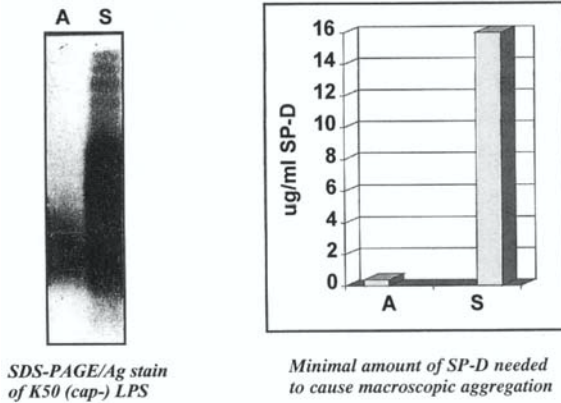 A S
SDS-PAGE/Ag stain
of K50 (cap-) LPS
ug/ml SP-D
16
14
12
10
8
6
4
2
0
A S
Minimal amount of SP-D needed
to cause macroscopic aggregation